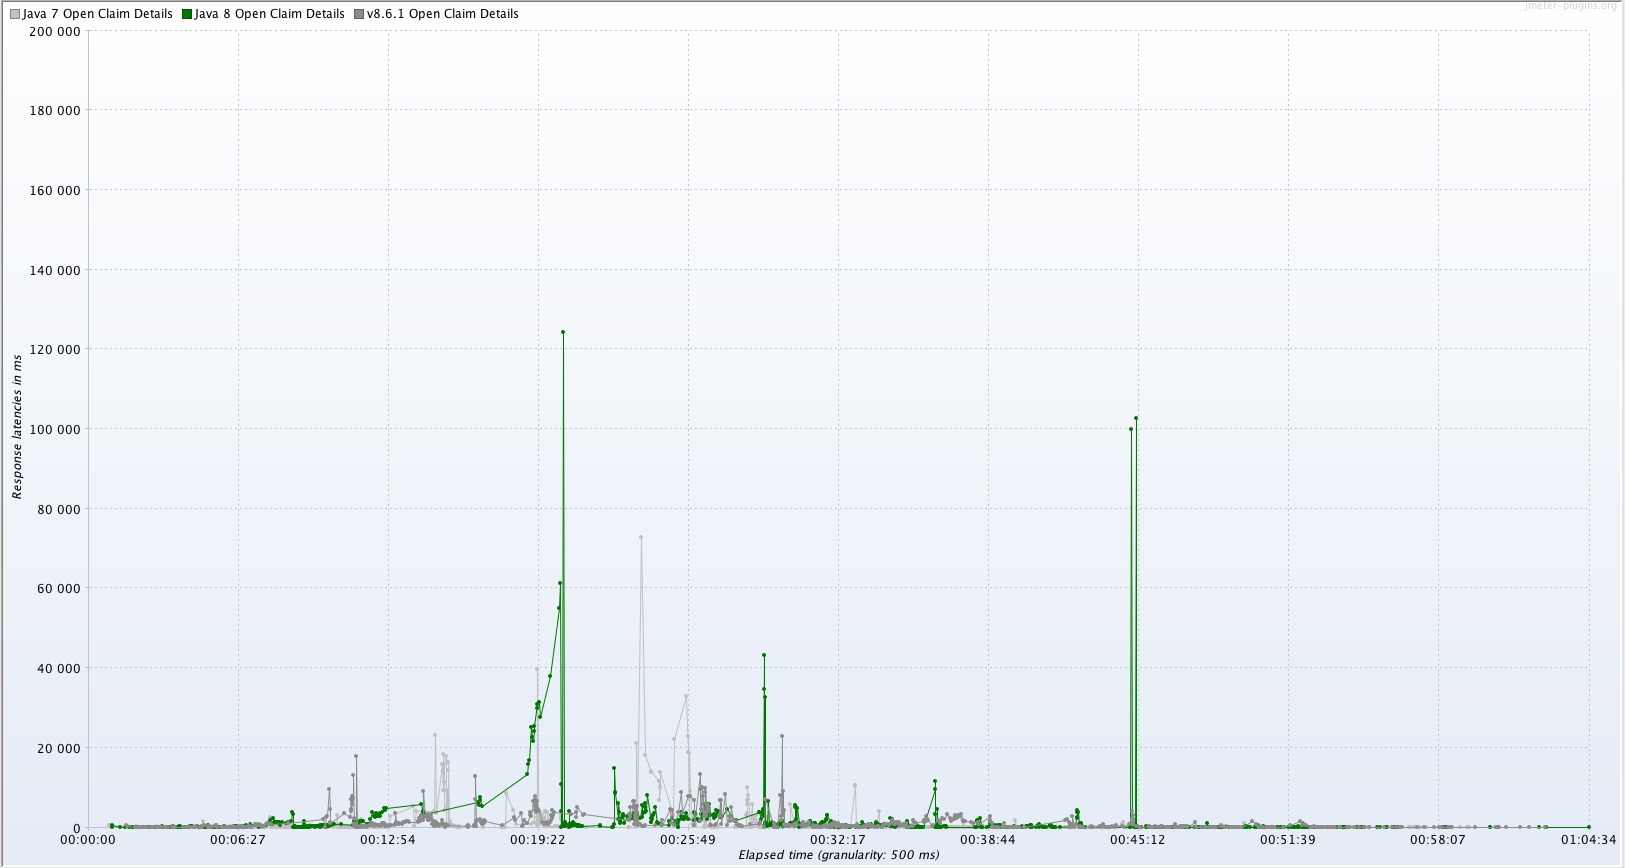 Java 7 Open Claim Details Java 8 Open Claim Details v8.6.1 Open Claim Details
jmeter-plugins.org
200 000
180 000
160 000
140 000
120 000
100 000
80 000
60 000
40 000
20 000
0
Response latencies in ms
00:00:00 00:06:27 00:12:54 00:19:22 00:25:49 00:32:17 00:38:44 00:45:12 00:51:39 00:58:07 01:04:34
Elapsed time (granularity: 500 ms)